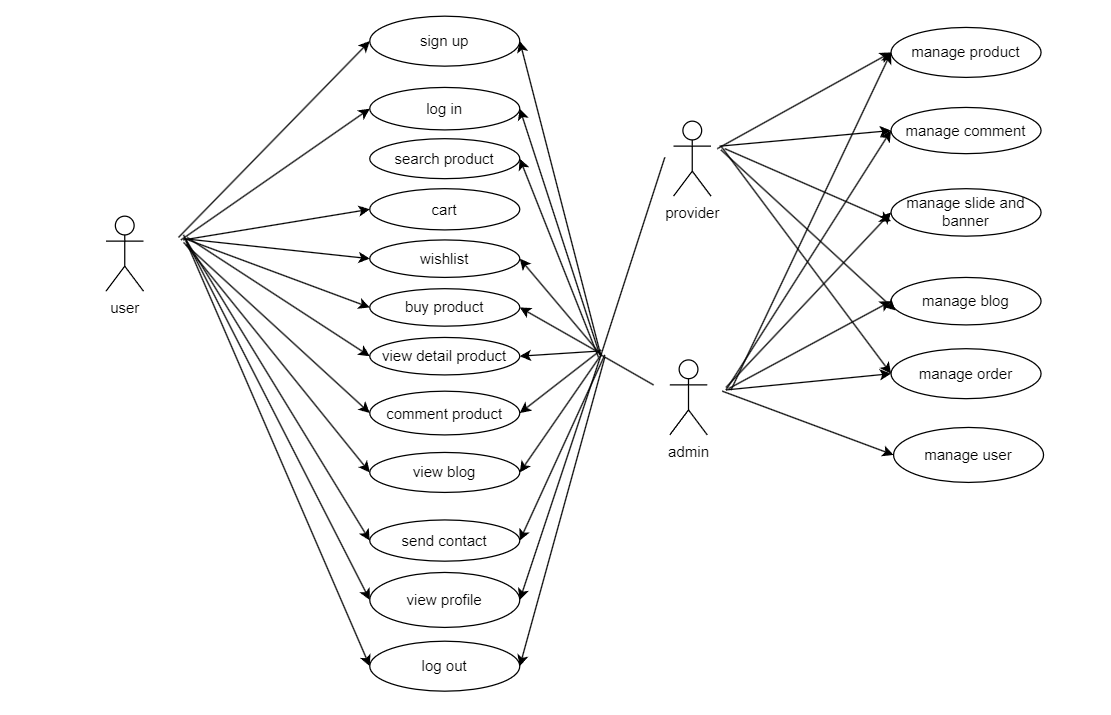 sign up
log in
search product
cart
wishlist
buy product
view detail product
comment product
view blog
send contact
view profile
log out
user
provider
admin
manage product
manage comment
manage slide and
banner
manage blog
manage order
manage user